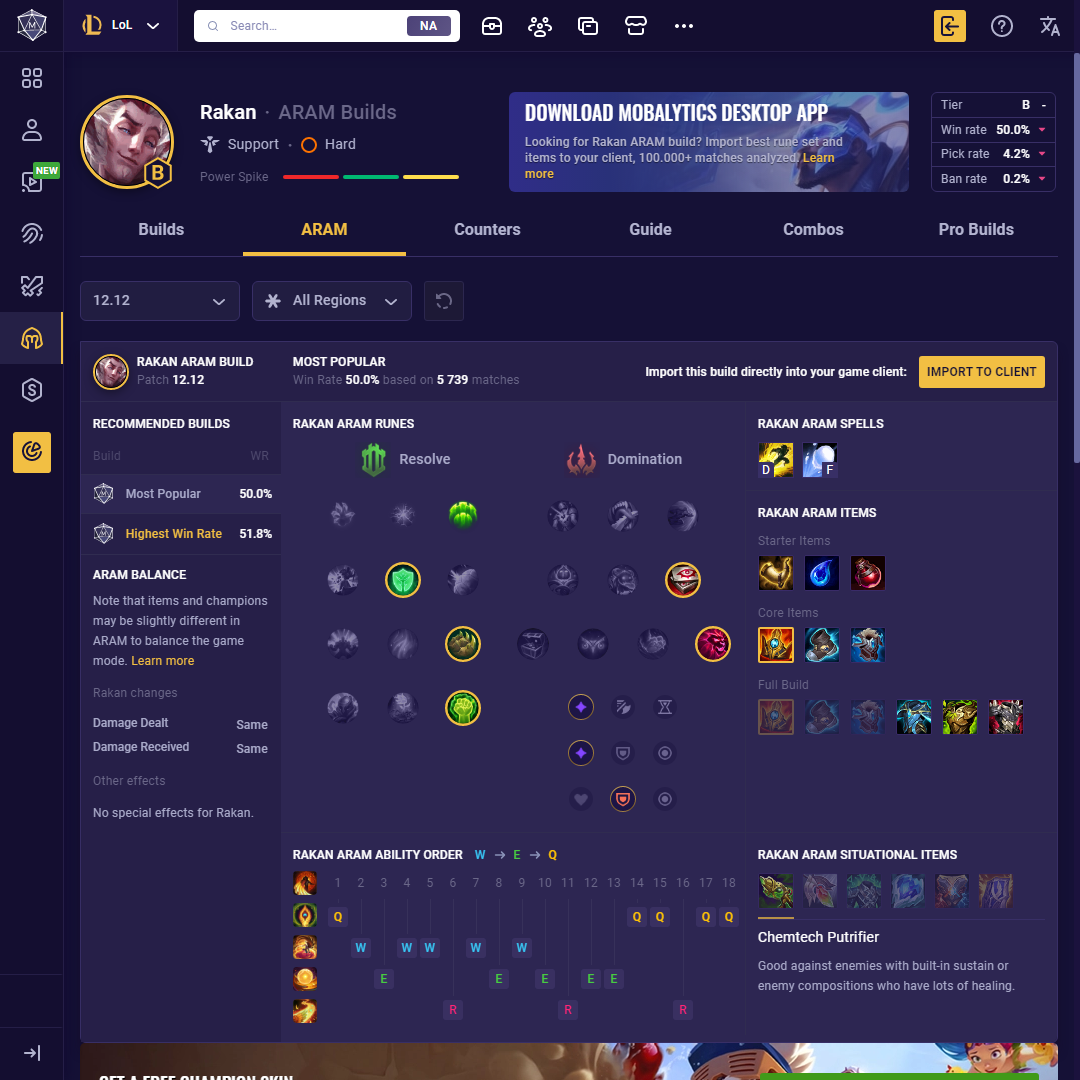 LoL
Search...
NA
NEW
Rakan · ARAM Builds
Support · Hard
Power Spike
B
DOWNLOAD MOBALYTICS DESKTOP APP
Looking for Rakan ARAM build? Import best rune set and
items to your client, 100.000+ matches analyzed. Learn
more
Tier B -
Win rate 50.0%
Pick rate 4.2%
Ban rate 0.2%
Builds
ARAM
Counters
Guide
Combos
Pro Builds
12.12
All Regions
RAKAN ARAM BUILD
Patch 12.12
MOST POPULAR
Win Rate 50.0% based on 5 739 matches
Import this build directly into your game client:
IMPORT TO CLIENT
RECOMMENDED BUILDS
Build WR
Most Popular 50.0%
Highest Win Rate 51.8%
ARAM BALANCE
Note that items and champions
may be slightly different in
ARAM to balance the game
mode. Learn more
Rakan changes
Damage Dealt Same
Damage Received Same
Other effects
No special effects for Rakan.
RAKAN ARAM RUNES
Resolve
Domination
RAKAN ARAM SPELLS
D
F
RAKAN ARAM ITEMS
Starter Items
Core Items
Full Build
RAKAN ARAM ABILITY ORDER W → E → Q
1 2 3 4 5 6 7 8 9 10 11 12 13 14 15 16 17 18
Q Q Q Q Q
W W W W W
E E E E E
R R R
RAKAN ARAM SITUATIONAL ITEMS
Chemtech Putrifier
Good against enemies with built-in sustain or
enemy compositions who have lots of healing.
GET A FREE CHAMPION SKIN